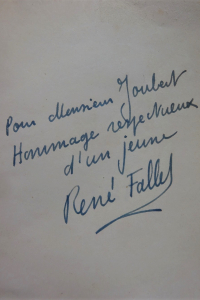 Pour Monsieur Joubert
Hommage respectueux
d'un jeune
René Fallet